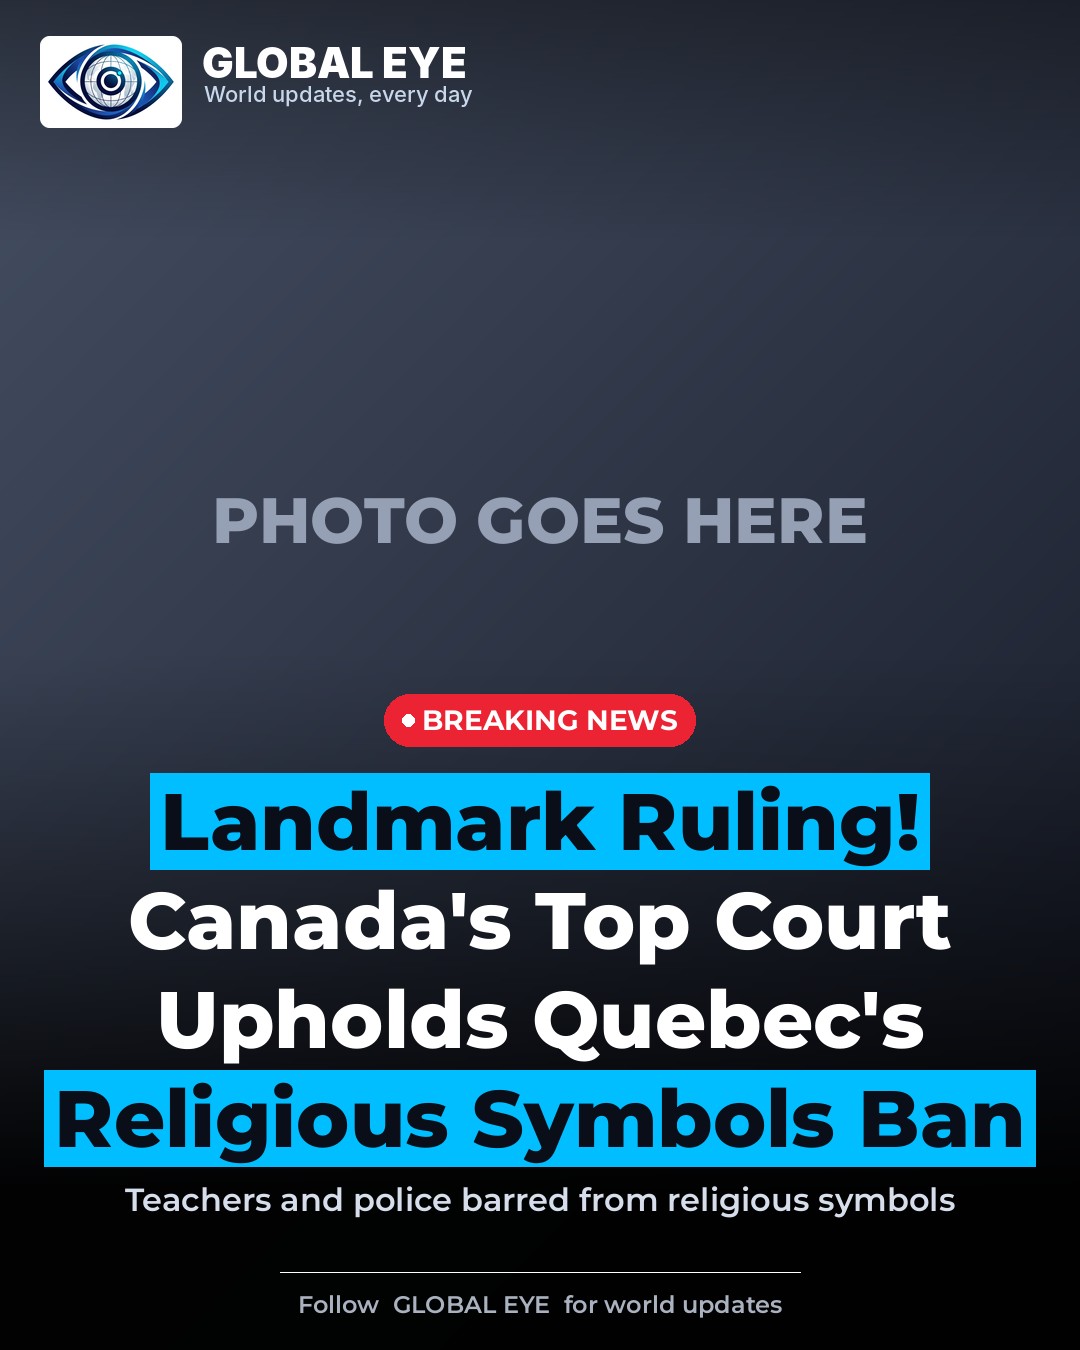 GLOBAL EYE
World updates, every day
PHOTO GOES HERE
BREAKING NEWS
Landmark Ruling!
Canada's Top Court
Upholds Quebec's
Religious Symbols Ban
Teachers and police barred from religious symbols
Follow GLOBAL EYE for world updates